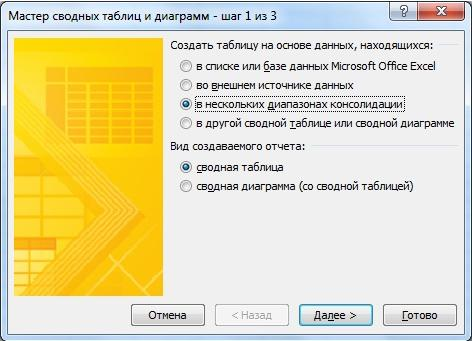 Мастер сводных таблиц и диаграмм - шаг 1 из 3
Создать таблицу на основе данных, находящихся:
в списке или базе данных Microsoft Office Excel
во внешнем источнике данных
в нескольких диапазонах консолидации
в другой сводной таблице или сводной диаграмме
Вид создаваемого отчета:
сводная таблица
сводная диаграмма (со сводной таблицей)
Отмена < Назад Далее > Готово